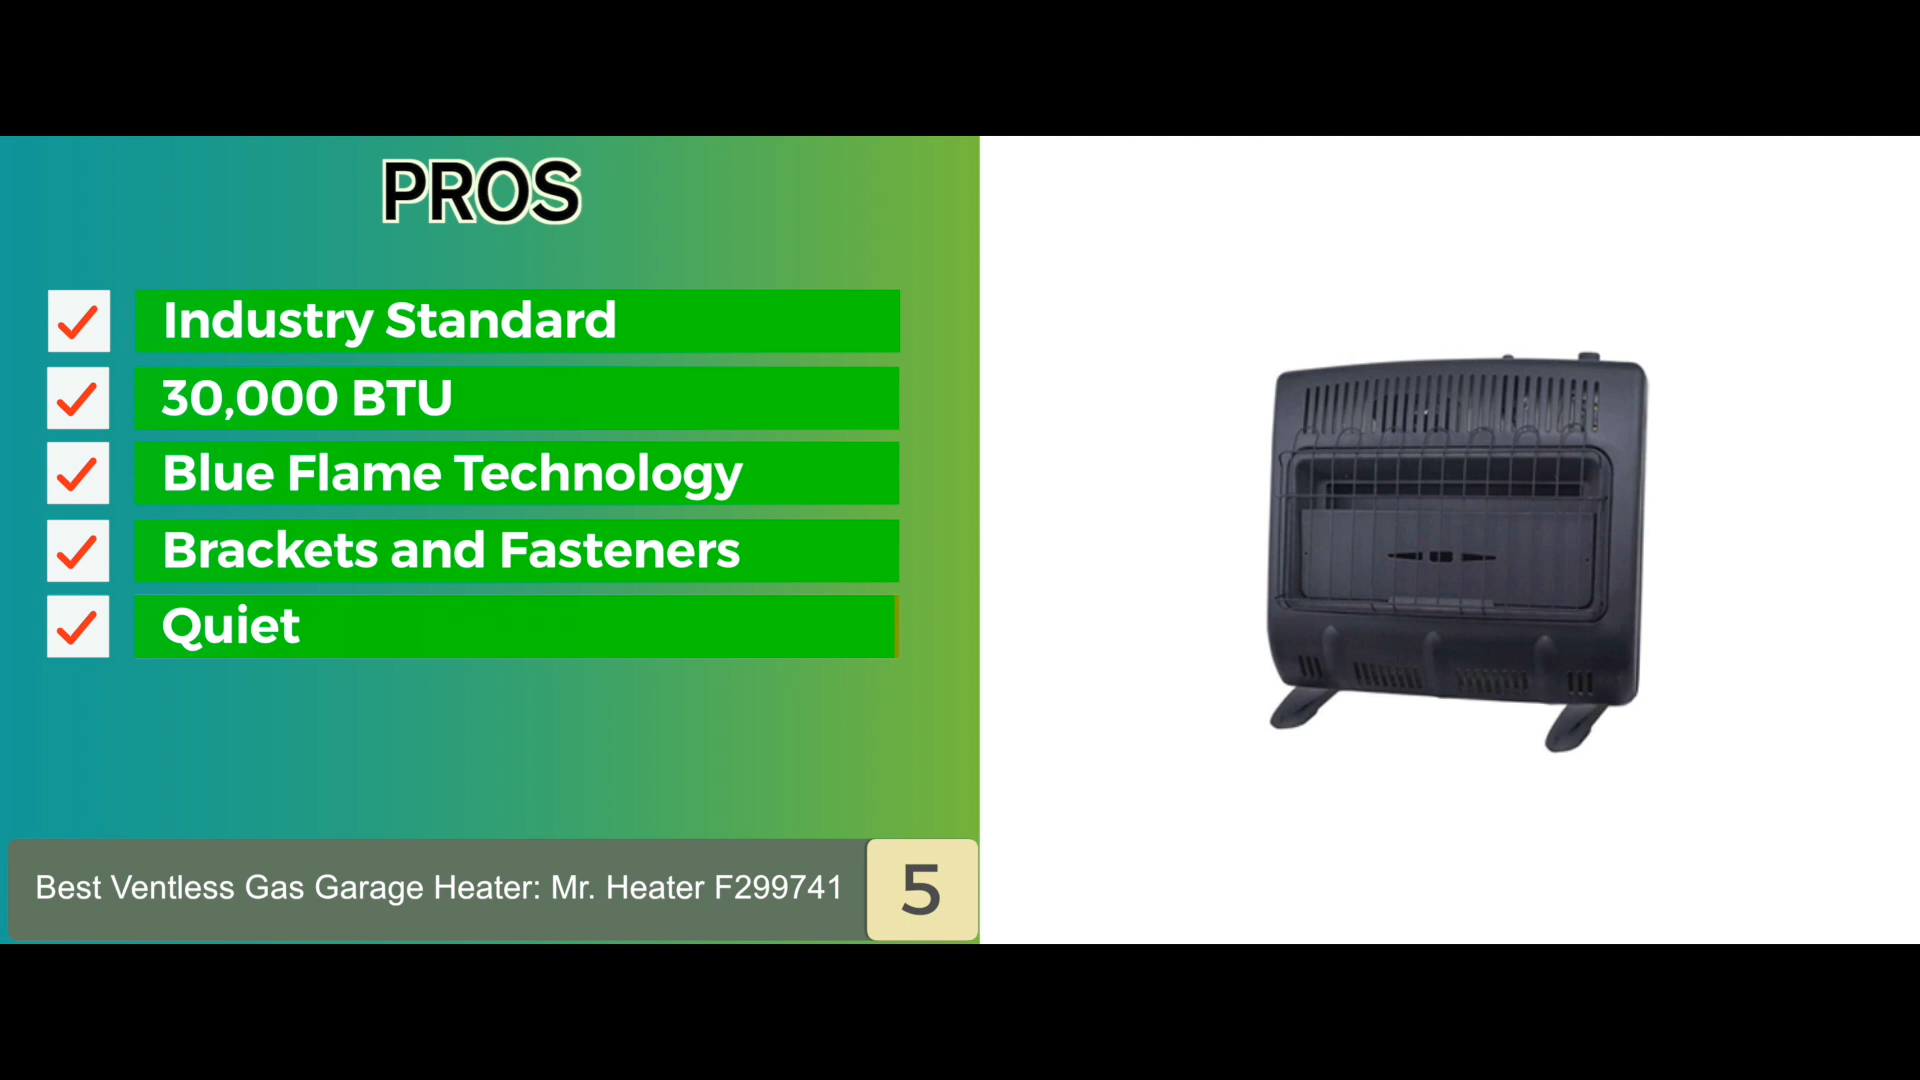 PROS
Industry Standard
30,000 BTU
Blue Flame Technology
Brackets and Fasteners
Quiet
Best Ventless Gas Garage Heater: Mr. Heater F299741
5